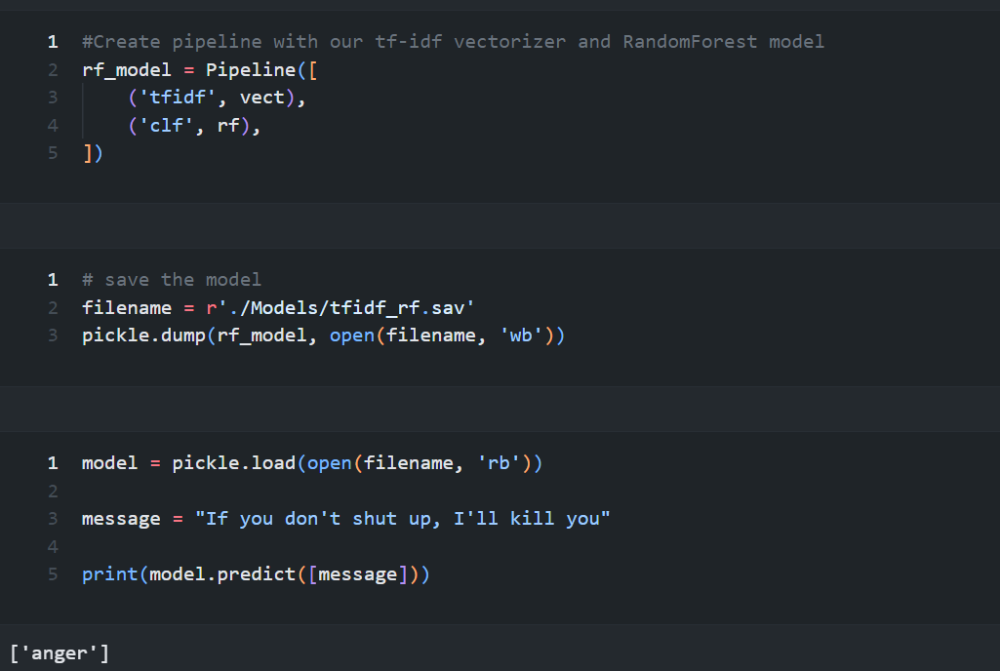 1 #Create pipeline with our tf-idf vectorizer and RandomForest model
2 rf_model = Pipeline([
3     ('tfidf', vect),
4     ('clf', rf),
5 ])
1 # save the model
2 filename = r'./Models/tfidf_rf.sav'
3 pickle.dump(rf_model, open(filename, 'wb'))
1 model = pickle.load(open(filename, 'rb'))
2
3 message = "If you don't shut up, I'll kill you"
4
5 print(model.predict([message]))
['anger']